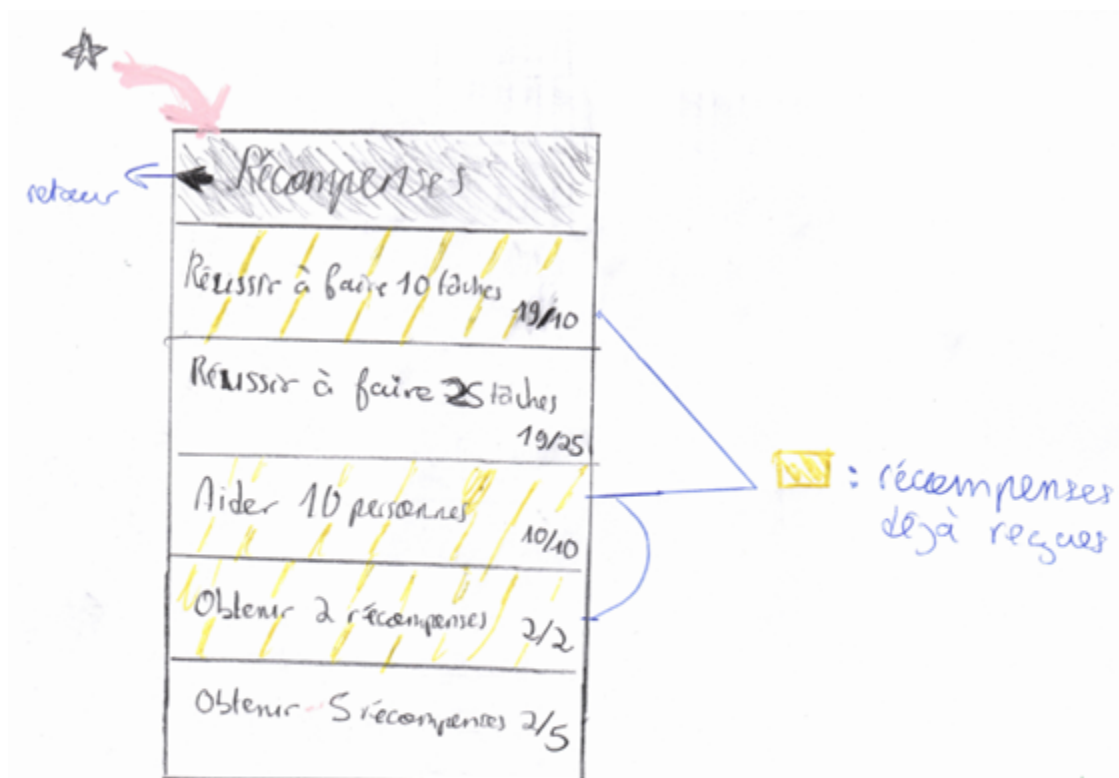 Récompenses
retour
Réussir à faire 10 tâches
19/10
Réussir à faire 25 tâches
19/25
Aider 10 personnes
10/10
: récompenses
déjà reçues
Obtenir 2 récompenses 2/2
Obtenir 5 récompenses 2/5